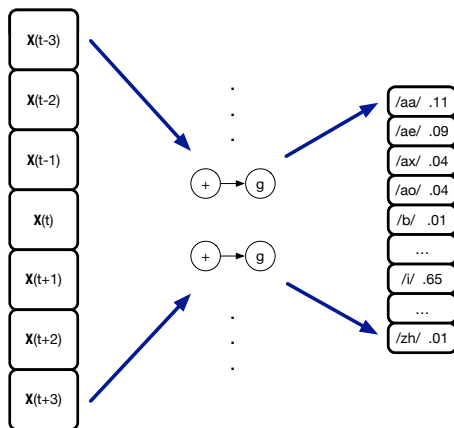 X(t-3)
X(t-2)
X(t-1)
X(t)
X(t+1)
X(t+2)
X(t+3)
.
.
.
+ g
+ g
.
.
.
/aa/ .11
/ae/ .09
/ax/ .04
/ao/ .04
/b/ .01
...
/i/ .65
...
/zh/ .01